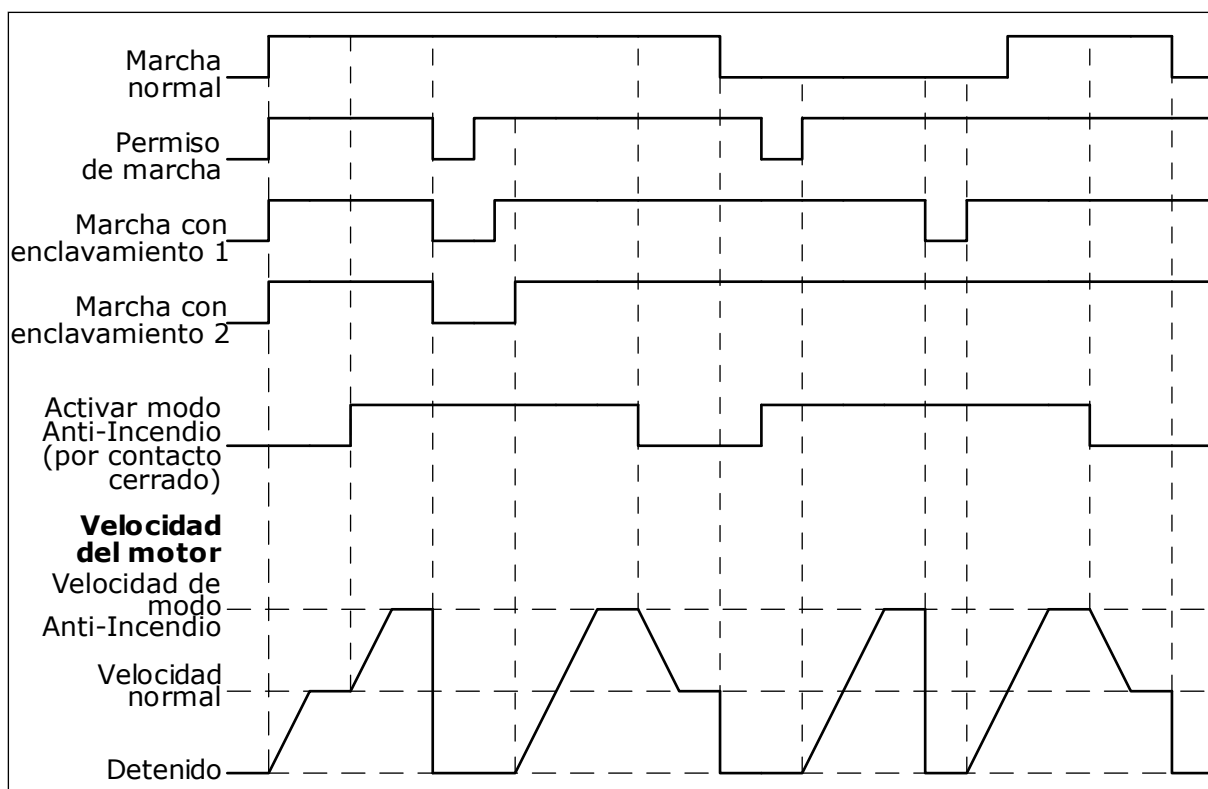 Marcha
normal
Permiso
de marcha
Marcha con
enclavamiento 1
Marcha con
enclavamiento 2
Activar modo
Anti-Incendio
(por contacto
cerrado)
Velocidad
del motor
Velocidad de
modo
Anti-Incendio
Velocidad
normal
Detenido